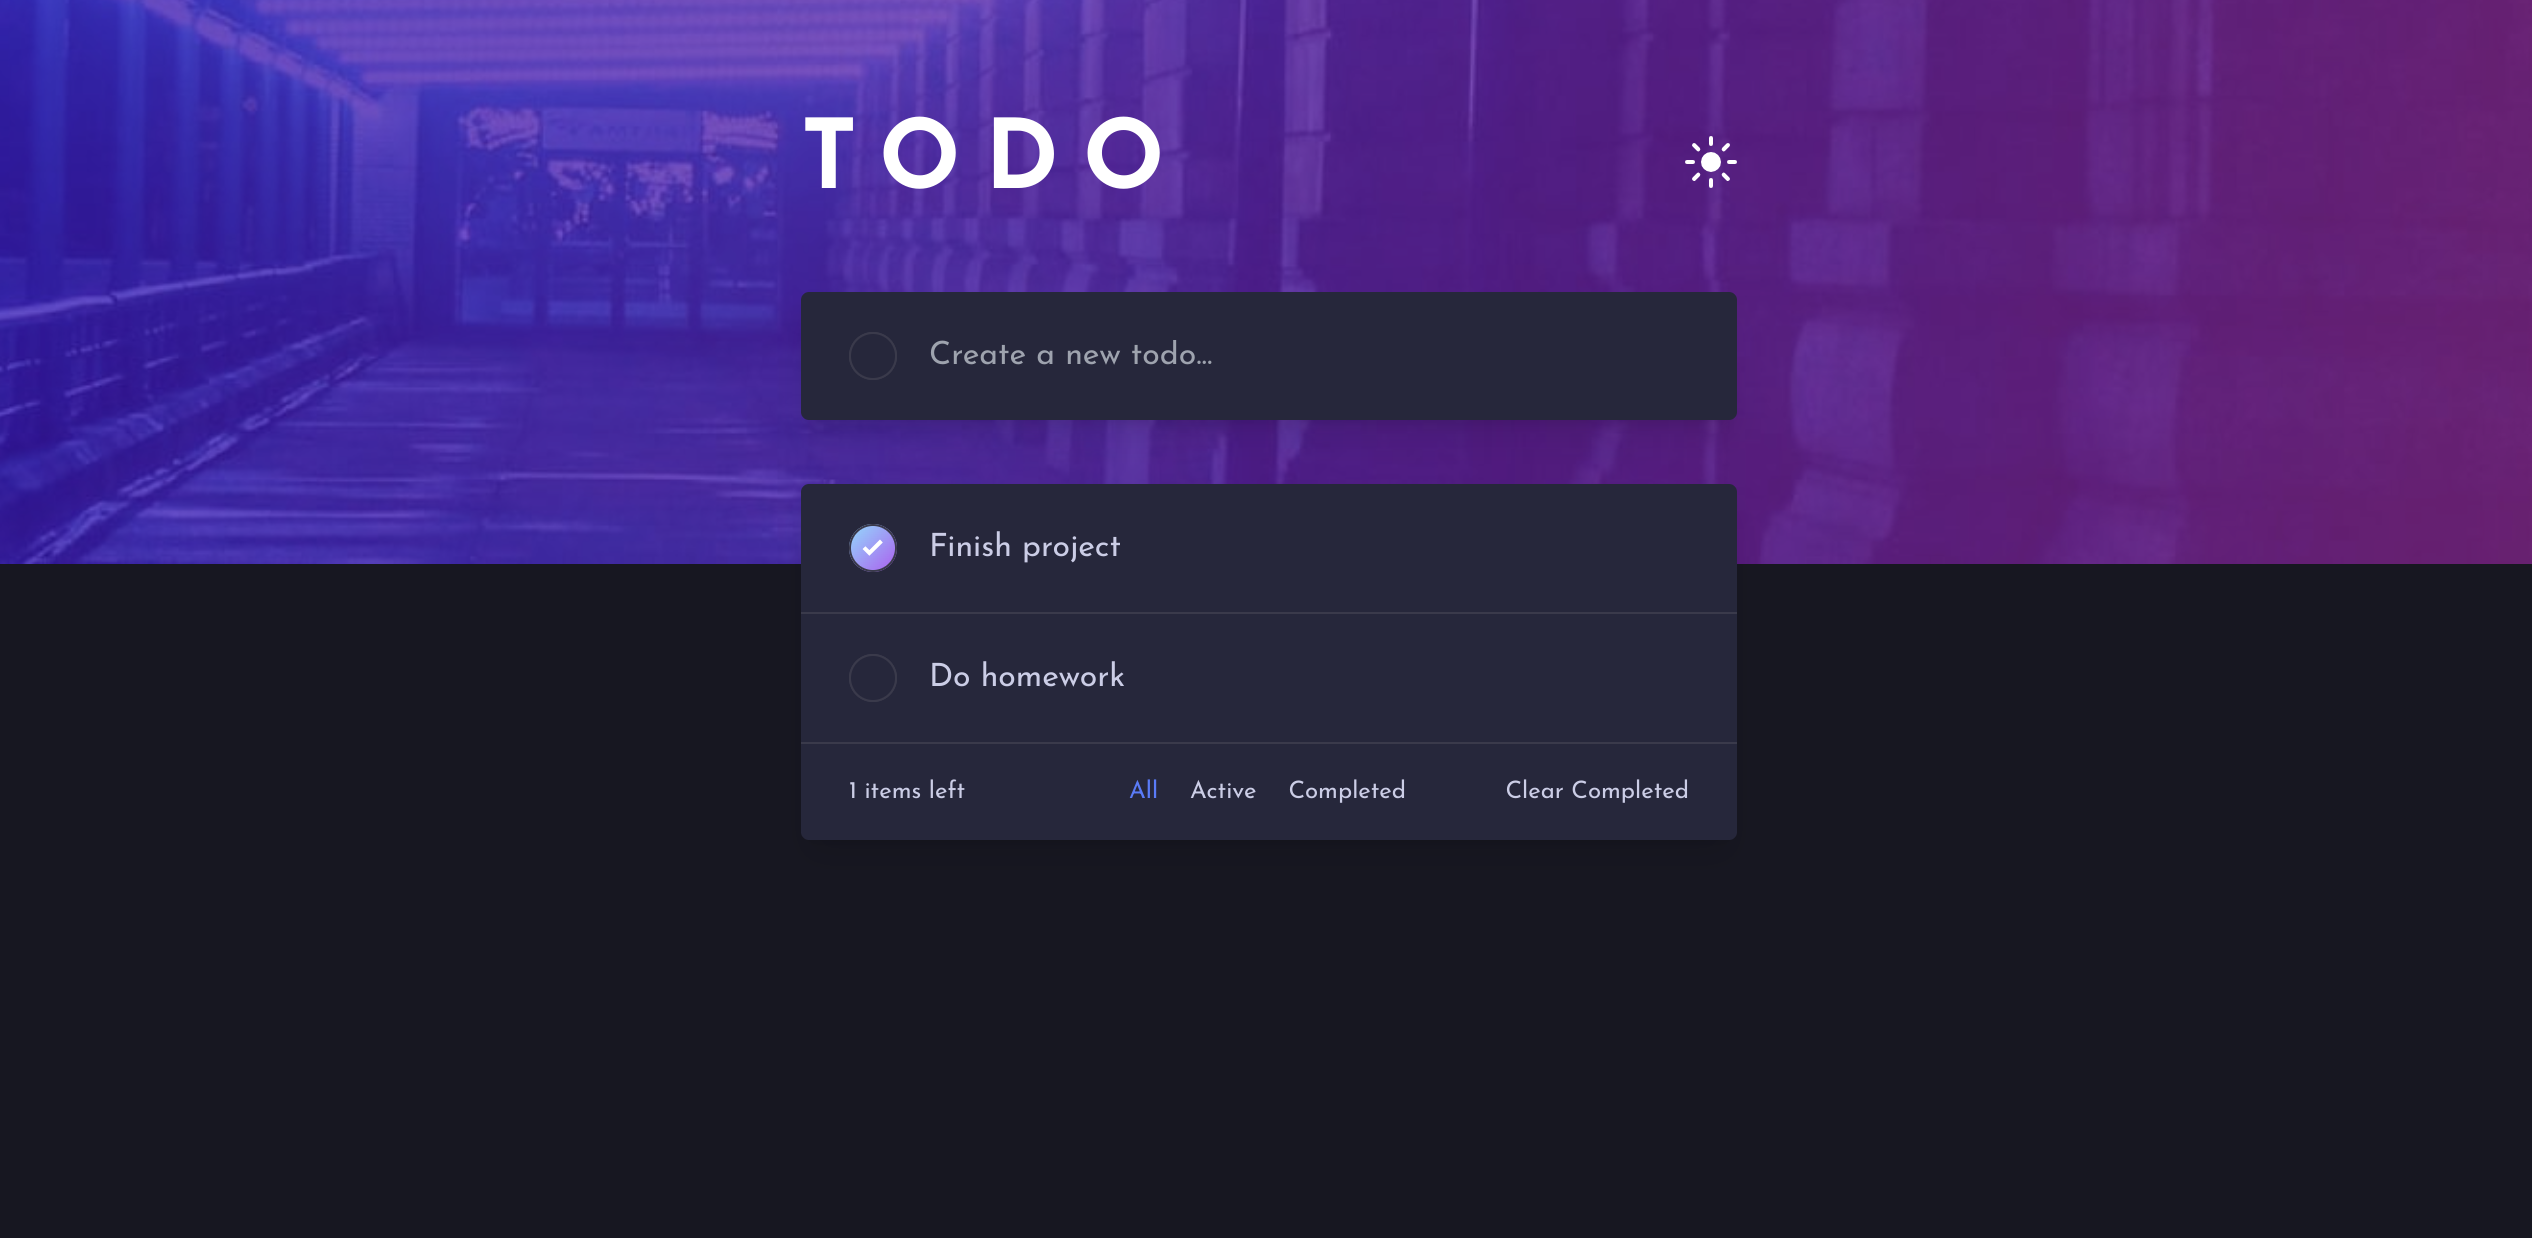 TODO
Create a new todo...
Finish project
Do homework
1 items left
All Active Completed
Clear Completed